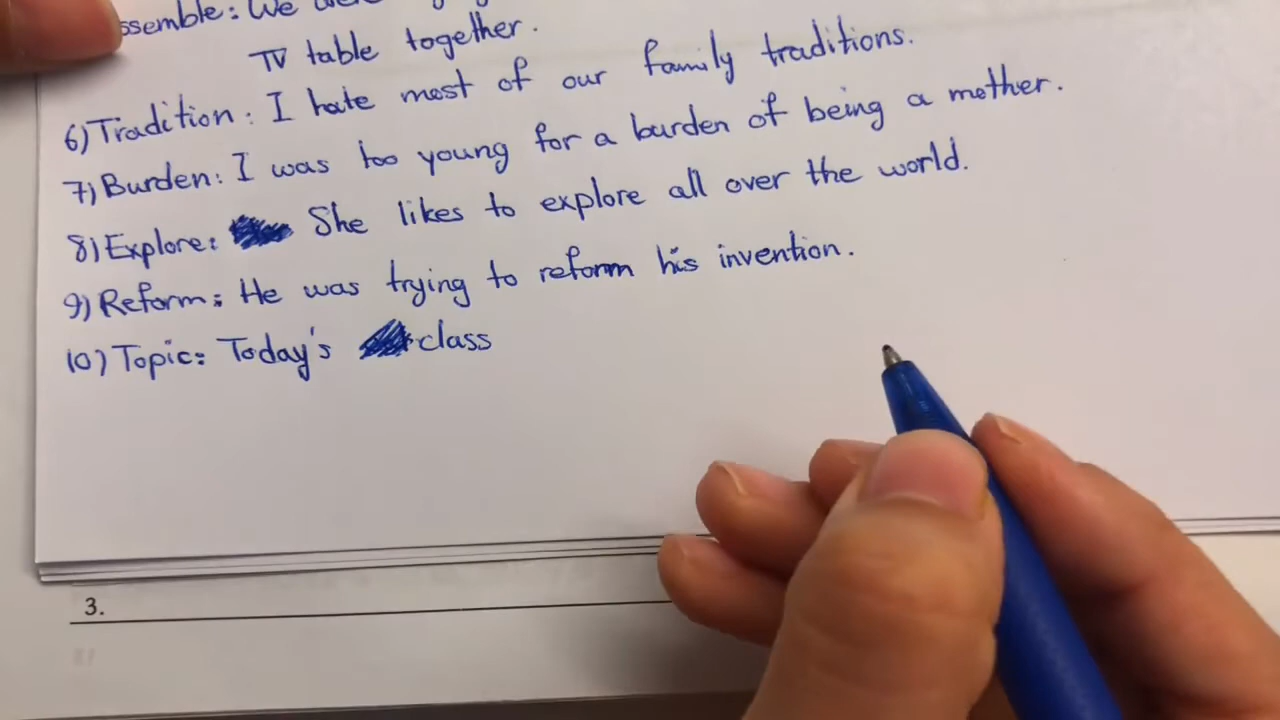 ssemble: We
TV table together.
6) Tradition: I hate most of our family traditions.
7) Burden: I was too young for a burden of being a mother.
8) Explore: She likes to explore all over the world.
9) Reform: He was trying to reform his invention.
10) Topic: Today's class
3.